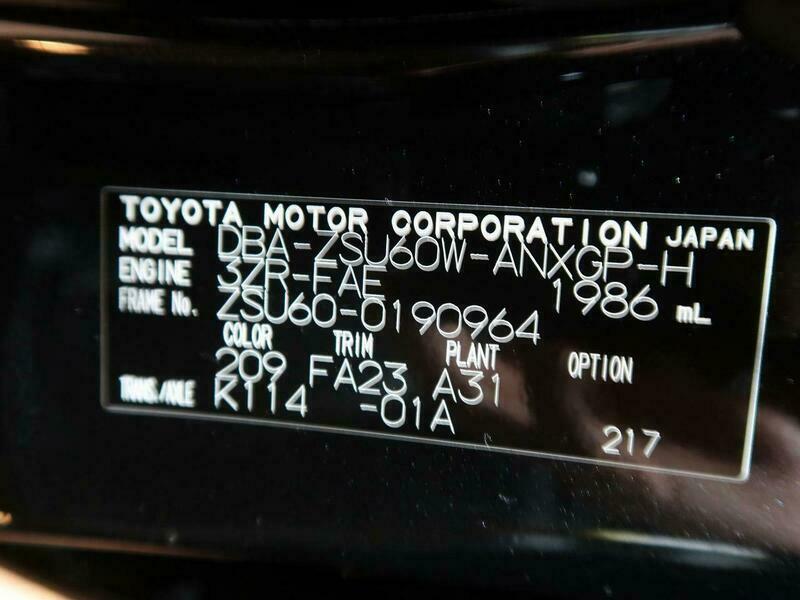 TOYOTA MOTOR CORPORATION JAPAN
MODEL DBA-ZSU60W-ANXGP-H
ENGINE 3ZR-FAE 1986 mL
FRAME No. ZSU60-0190964
COLOR TRIM PLANT OPTION
209 FA23 A31
TRANS./AXLE K114 -01A
217